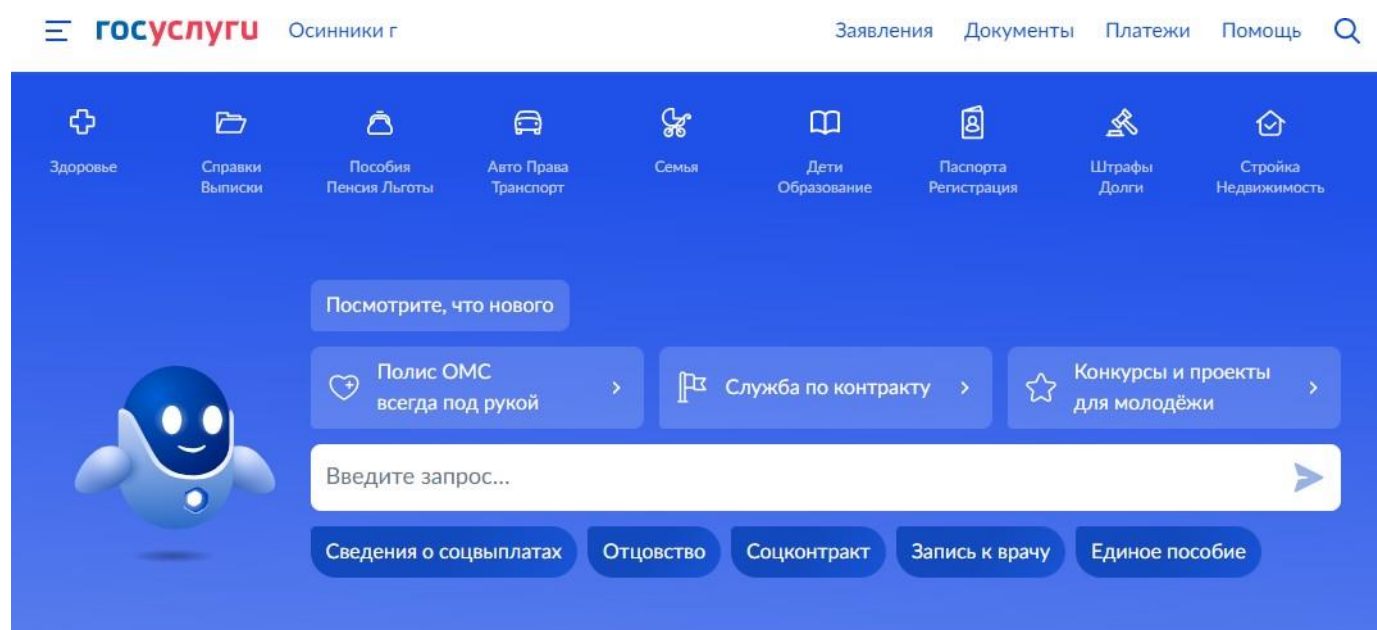 госуслуги Осинники г Заявления Документы Платежи Помощь
Здоровье
Справки
Выписки
Пособия
Пенсия Льготы
Авто Права
Транспорт
Семья
Дети
Образование
Паспорта
Регистрация
Штрафы
Долги
Стройка
Недвижимость
Посмотрите, что нового
Полис ОМС
всегда под рукой
Служба по контракту
Конкурсы и проекты
для молодёжи
Введите запрос...
Сведения о соцвыплатах Отцовство Соцконтракт Запись к врачу Единое пособие